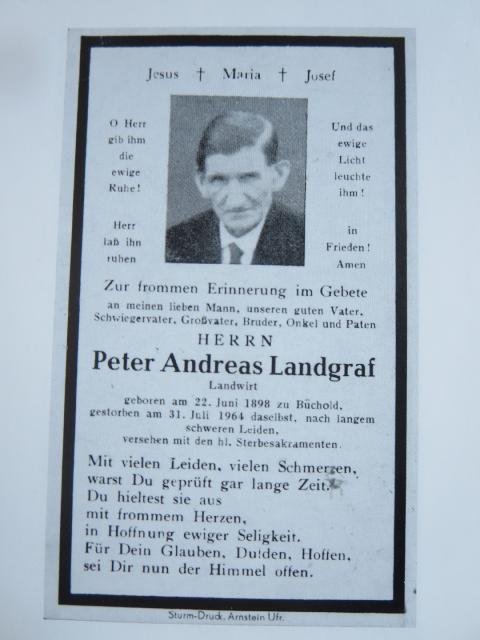 Jesus † Maria † Josef
O Herr
gib ihm
die
ewige
Ruhe!
Herr
laß ihn
ruhen
Und das
ewige
Licht
leuchte
ihm!
in
Frieden!
Amen
Zur frommen Erinnerung im Gebete
an meinen lieben Mann, unseren guten Vater,
Schwiegervater, Großvater, Bruder, Onkel und Paten
HERRN
Peter Andreas Landgraf
Landwirt
geboren am 22. Juni 1898 zu Büchold,
gestorben am 31. Juli 1964 daselbst, nach langem
schweren Leiden,
versehen mit den hl. Sterbesakramenten.
Mit vielen Leiden, vielen Schmerzen,
warst Du geprüft gar lange Zeit.
Du hieltest sie aus
mit frommem Herzen,
in Hoffnung ewiger Seligkeit.
Für Dein Glauben, Dulden, Hoffen,
sei Dir nun der Himmel offen.
Sturm-Druck, Arnstein Ufr.